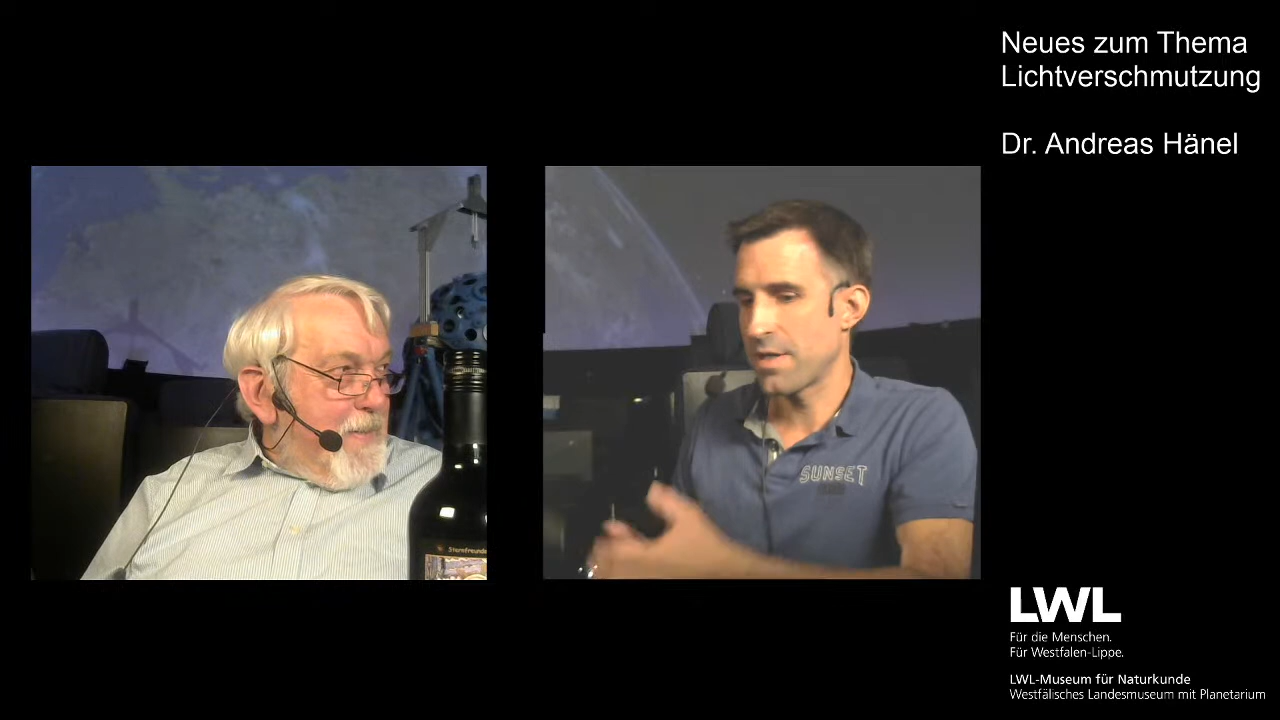 Neues zum Thema
Lichtverschmutzung
Dr. Andreas Hänel
SUNSET
Sternfreunde
LWL
Für die Menschen.
Für Westfalen-Lippe.
LWL-Museum für Naturkunde
Westfälisches Landesmuseum mit Planetarium